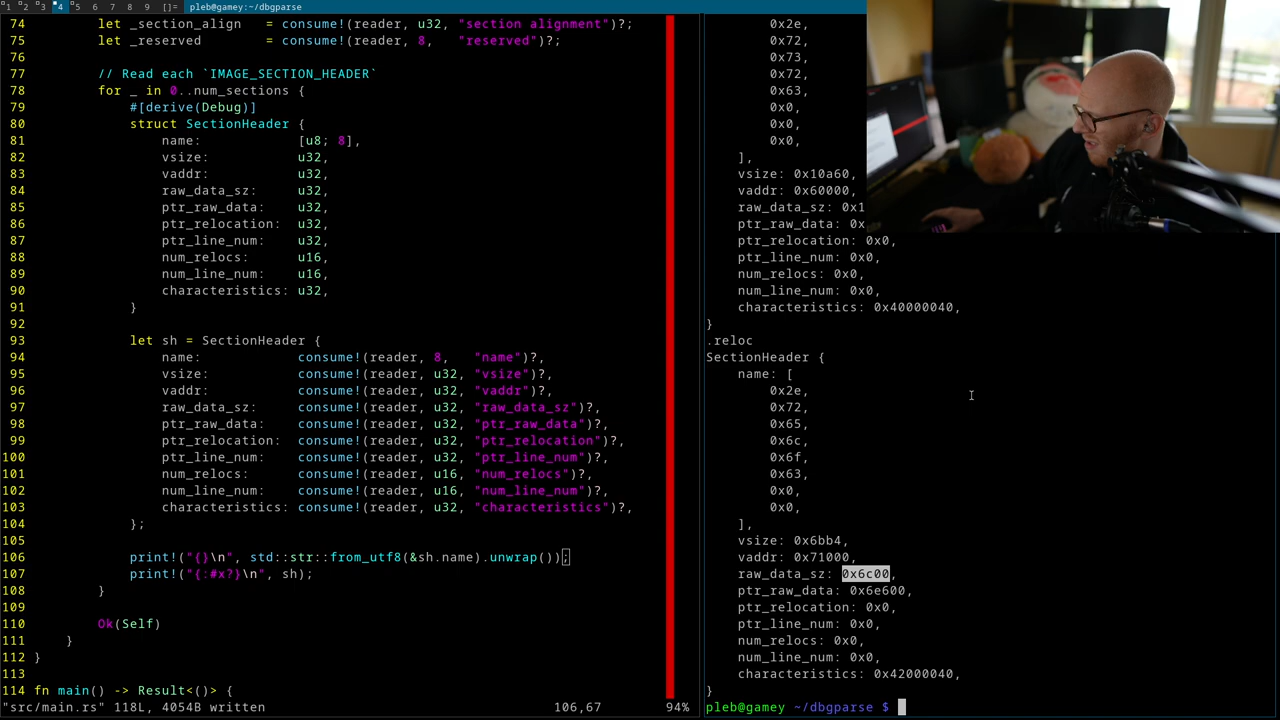 1 2 3 4 5 6 7 8 9 []= pleb@gamey:~/dbgparse
74         let _section_align   = consume!(reader, u32, "section alignment")?;
75         let _reserved        = consume!(reader, 8,   "reserved")?;
76
77         // Read each `IMAGE_SECTION_HEADER`
78         for _ in 0..num_sections {
79             #[derive(Debug)]
80             struct SectionHeader {
81                 name:            [u8; 8],
82                 vsize:           u32,
83                 vaddr:           u32,
84                 raw_data_sz:     u32,
85                 ptr_raw_data:    u32,
86                 ptr_relocation:  u32,
87                 ptr_line_num:    u32,
88                 num_relocs:      u16,
89                 num_line_num:    u16,
90                 characteristics: u32,
91             }
92
93             let sh = SectionHeader {
94                 name:            consume!(reader, 8,   "name")?,
95                 vsize:           consume!(reader, u32, "vsize")?,
96                 vaddr:           consume!(reader, u32, "vaddr")?,
97                 raw_data_sz:     consume!(reader, u32, "raw_data_sz")?,
98                 ptr_raw_data:    consume!(reader, u32, "ptr_raw_data")?,
99                 ptr_relocation:  consume!(reader, u32, "ptr_relocation")?,
100                 ptr_line_num:    consume!(reader, u32, "ptr_line_num")?,
101                 num_relocs:      consume!(reader, u16, "num_relocs")?,
102                 num_line_num:    consume!(reader, u16, "num_line_num")?,
103                 characteristics: consume!(reader, u32, "characteristics")?,
104             };
105
106             print!("{}\n", std::str::from_utf8(&sh.name).unwrap());
107             print!("{:#x?}\n", sh);
108         }
109
110         Ok(Self)
111     }
112 }
113
114 fn main() -> Result<()> {
"src/main.rs" 118L, 4054B written                                    106,67           94%
        0x2e,
        0x72,
        0x73,
        0x72,
        0x63,
        0x0,
        0x0,
        0x0,
    ],
    vsize: 0x10a60,
    vaddr: 0x60000,
    raw_data_sz: 0x1
    ptr_raw_data: 0x
    ptr_relocation: 0x0,
    ptr_line_num: 0x0,
    num_relocs: 0x0,
    num_line_num: 0x0,
    characteristics: 0x40000040,
}
.reloc
SectionHeader {
    name: [
        0x2e,
        0x72,
        0x65,
        0x6c,
        0x6f,
        0x63,
        0x0,
        0x0,
    ],
    vsize: 0x6bb4,
    vaddr: 0x71000,
    raw_data_sz: 0x6c00,
    ptr_raw_data: 0x6e600,
    ptr_relocation: 0x0,
    ptr_line_num: 0x0,
    num_relocs: 0x0,
    num_line_num: 0x0,
    characteristics: 0x42000040,
}
pleb@gamey ~/dbgparse $